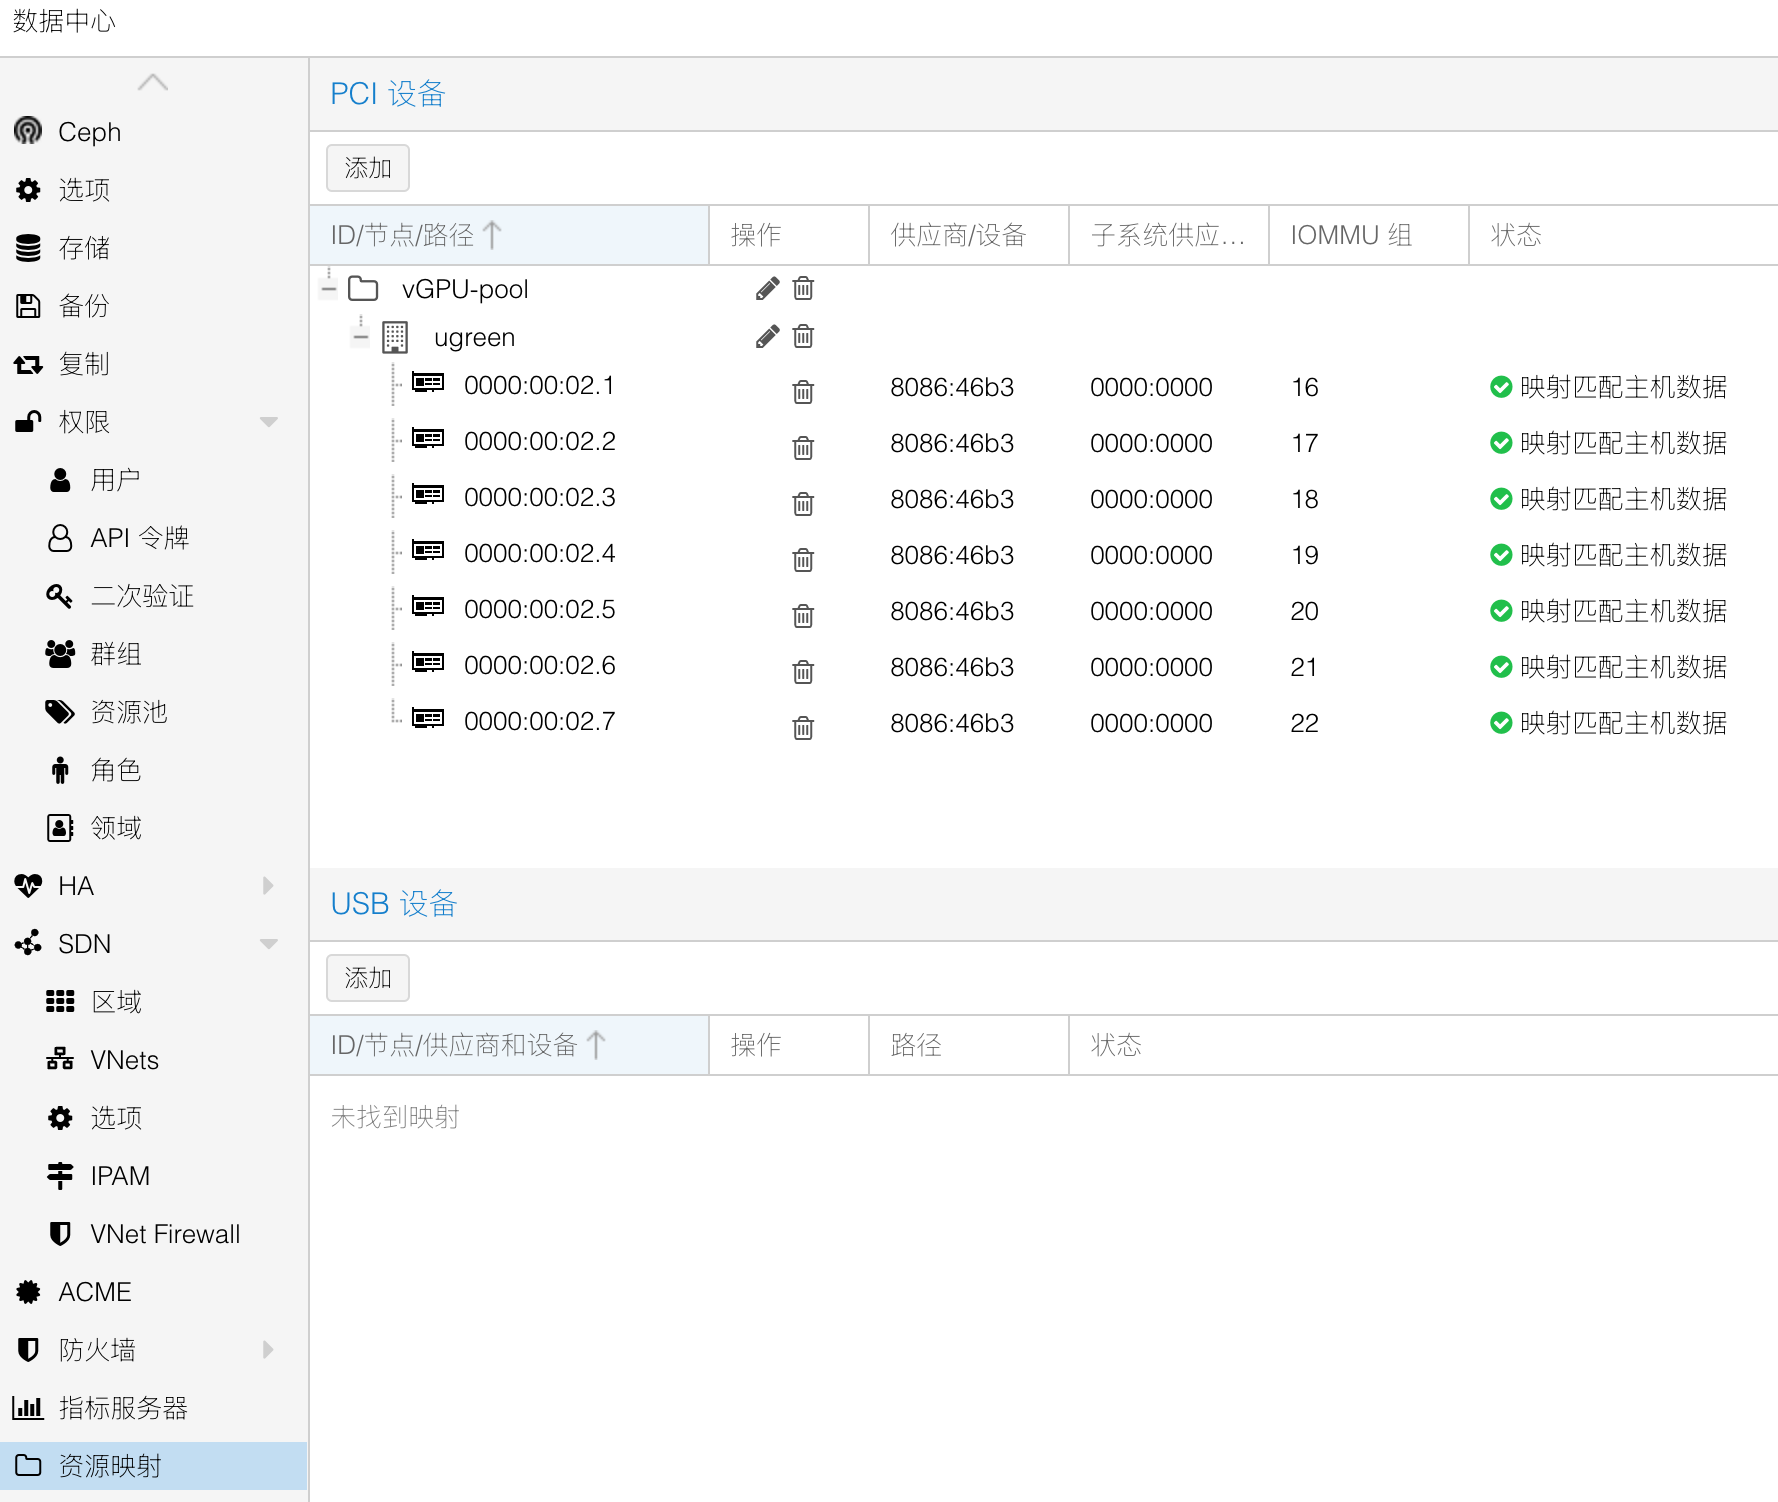 数据中心
Ceph
选项
存储
备份
复制
权限
用户
API 令牌
二次验证
群组
资源池
角色
领域
HA
SDN
区域
VNets
选项
IPAM
VNet Firewall
ACME
防火墙
指标服务器
资源映射
PCI 设备
添加
ID/节点/路径 操作 供应商/设备 子系统供应... IOMMU 组 状态
vGPU-pool
ugreen
0000:00:02.1 8086:46b3 0000:0000 16 映射匹配主机数据
0000:00:02.2 8086:46b3 0000:0000 17 映射匹配主机数据
0000:00:02.3 8086:46b3 0000:0000 18 映射匹配主机数据
0000:00:02.4 8086:46b3 0000:0000 19 映射匹配主机数据
0000:00:02.5 8086:46b3 0000:0000 20 映射匹配主机数据
0000:00:02.6 8086:46b3 0000:0000 21 映射匹配主机数据
0000:00:02.7 8086:46b3 0000:0000 22 映射匹配主机数据
USB 设备
添加
ID/节点/供应商和设备 操作 路径 状态
未找到映射